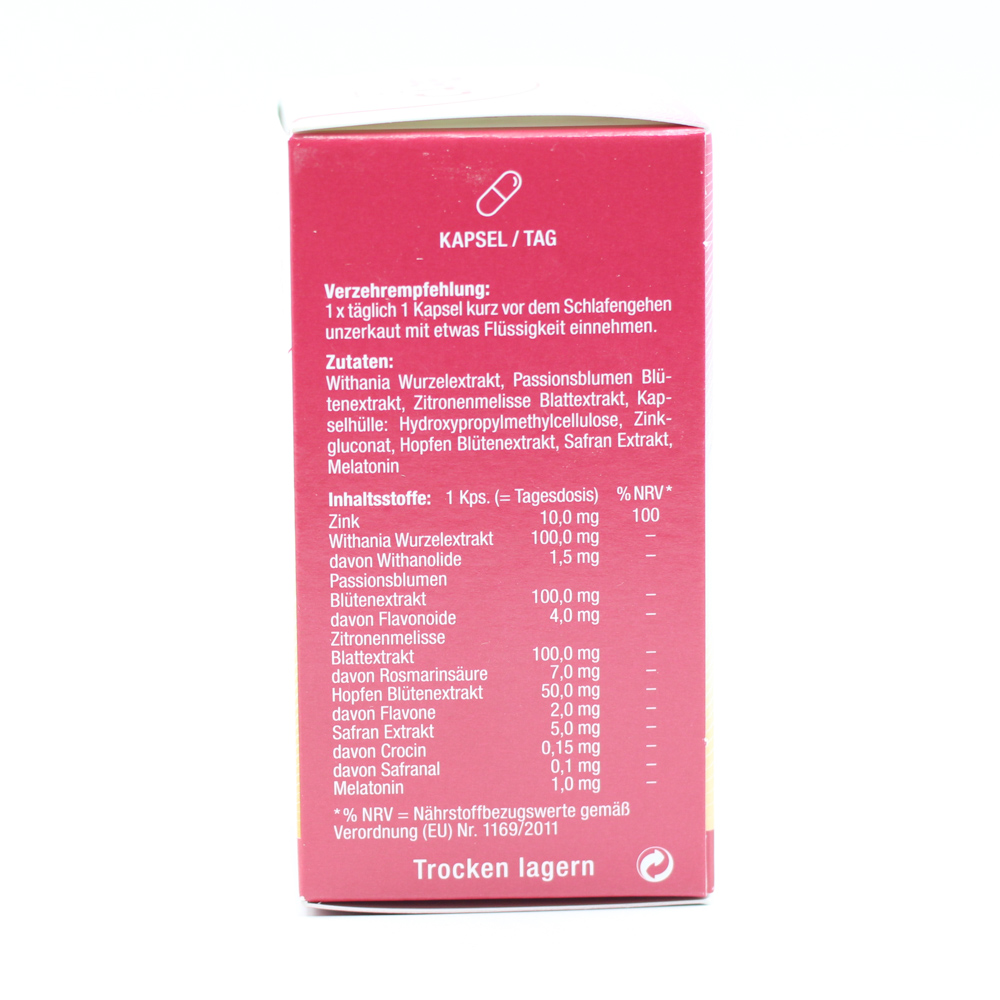 KAPSEL / TAG
Verzehrempfehlung:
1 x täglich 1 Kapsel kurz vor dem Schlafengehen
unzerkaut mit etwas Flüssigkeit einnehmen.
Zutaten:
Withania Wurzelextrakt, Passionsblumen Blü-
tenextrakt, Zitronenmelisse Blattextrakt, Kap-
selhülle: Hydroxypropylmethylcellulose, Zink-
gluconat, Hopfen Blütenextrakt, Safran Extrakt,
Melatonin
Inhaltsstoffe: 1 Kps. (= Tagesdosis) % NRV*
Zink 10,0 mg 100
Withania Wurzelextrakt 100,0 mg –
davon Withanolide 1,5 mg –
Passionsblumen
Blütenextrakt 100,0 mg –
davon Flavonoide 4,0 mg –
Zitronenmelisse
Blattextrakt 100,0 mg –
davon Rosmarinsäure 7,0 mg –
Hopfen Blütenextrakt 50,0 mg –
davon Flavone 2,0 mg –
Safran Extrakt 5,0 mg –
davon Crocin 0,15 mg –
davon Safranal 0,1 mg –
Melatonin 1,0 mg –
*% NRV = Nährstoffbezugswerte gemäß
Verordnung (EU) Nr. 1169/2011
Trocken lagern